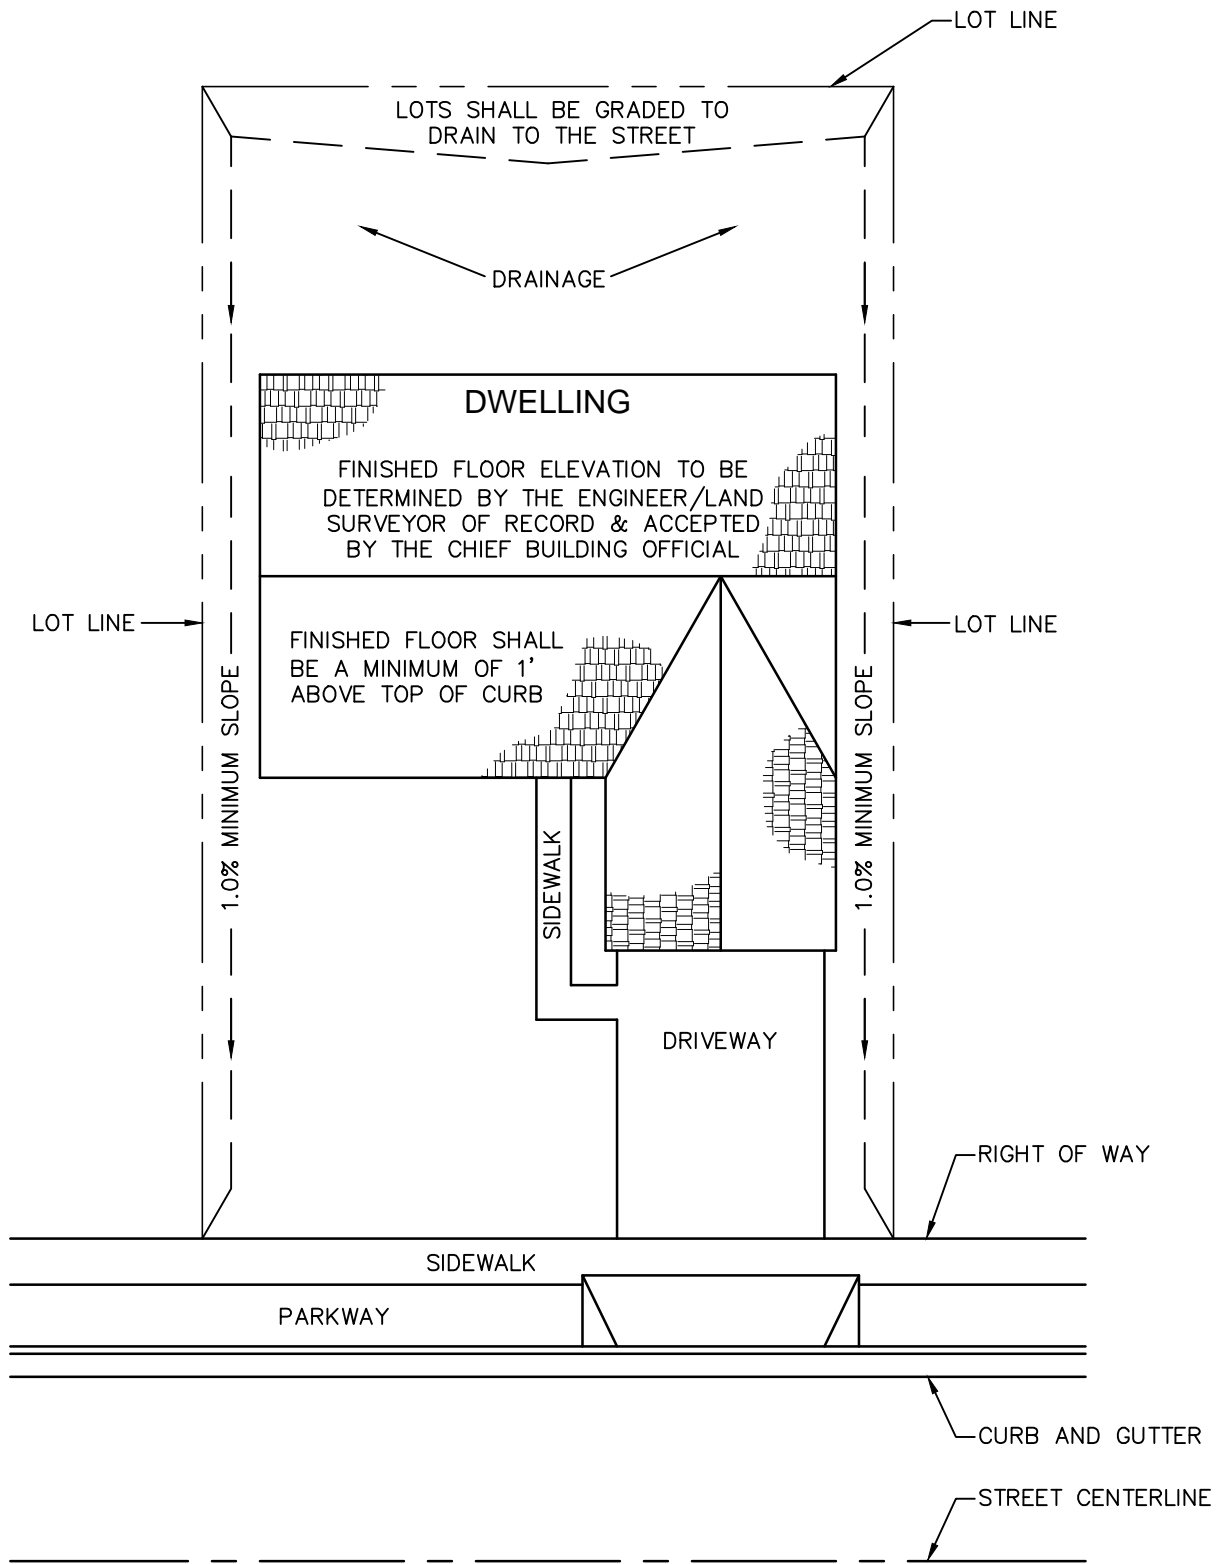 LOT LINE
LOTS SHALL BE GRADED TO
DRAIN TO THE STREET
DRAINAGE
DWELLING
FINISHED FLOOR ELEVATION TO BE
DETERMINED BY THE ENGINEER/LAND
SURVEYOR OF RECORD & ACCEPTED
BY THE CHIEF BUILDING OFFICIAL
LOT LINE
FINISHED FLOOR SHALL
BE A MINIMUM OF 1'
ABOVE TOP OF CURB
LOT LINE
1.0% MINIMUM SLOPE
1.0% MINIMUM SLOPE
SIDEWALK
DRIVEWAY
RIGHT OF WAY
SIDEWALK
PARKWAY
CURB AND GUTTER
STREET CENTERLINE